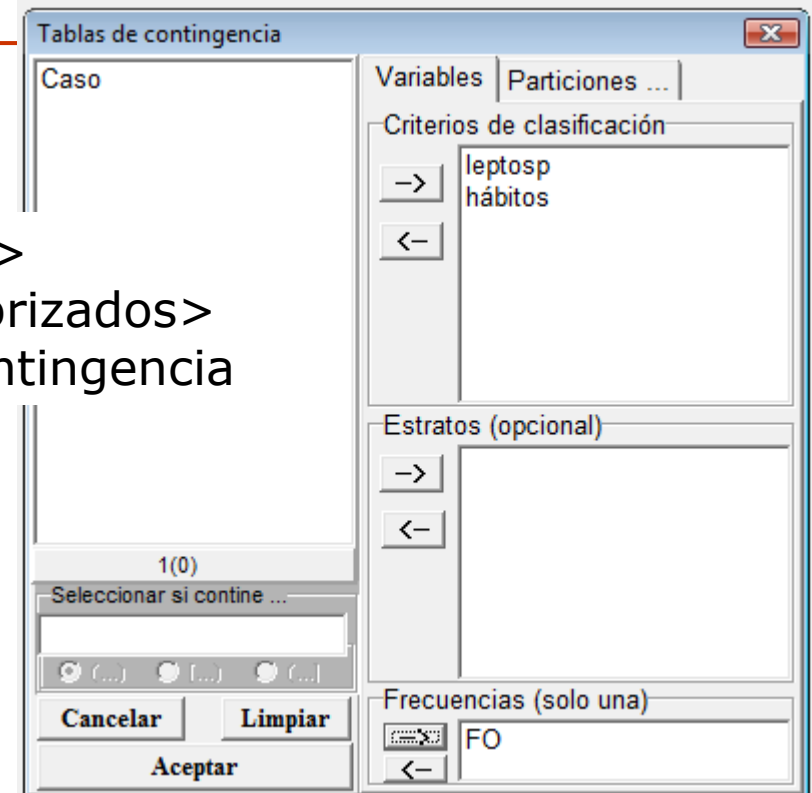 Tablas de contingencia
Caso
>
orizados>
ntingencia
1(0)
Seleccionar si contine ...
(...) [...) (...]
Cancelar Limpiar
Aceptar
Variables Particiones ...
Criterios de clasificación
->
leptosp
hábitos
<-
Estratos (opcional)
->
<-
Frecuencias (solo una)
-> FO
<-